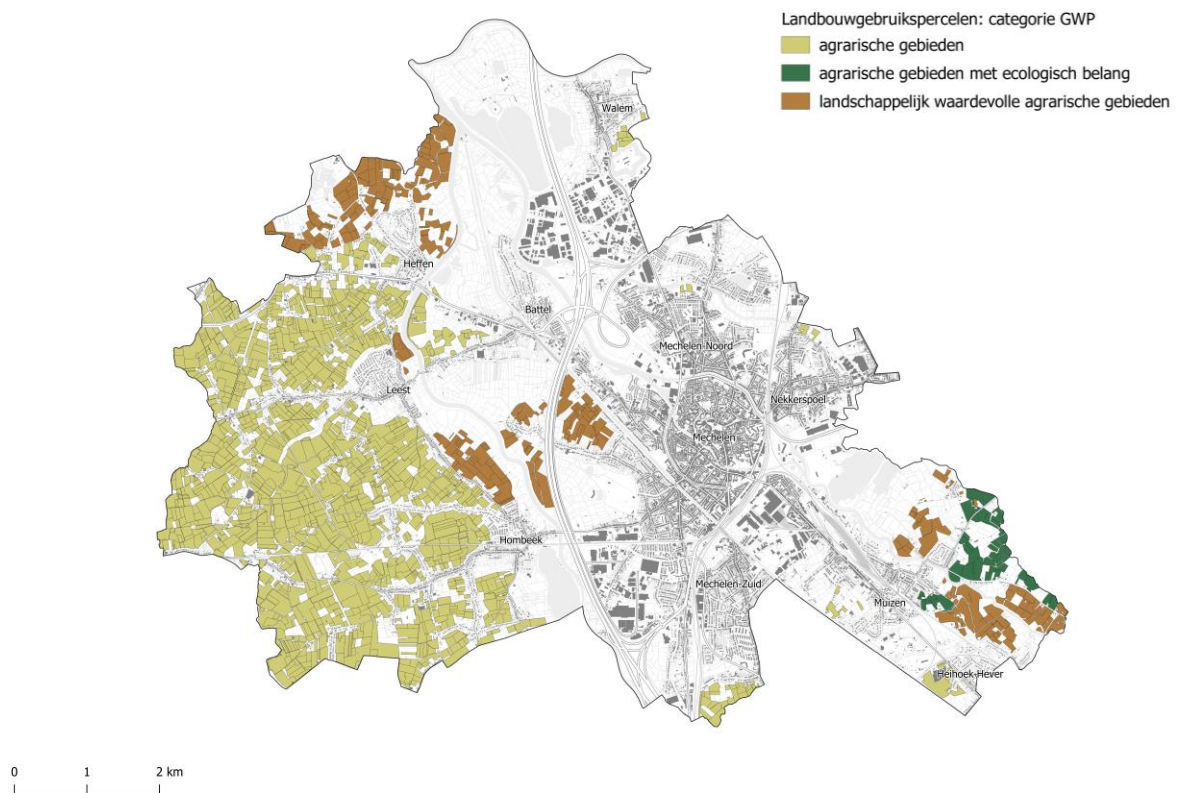 Landbouwgebruikspercelen: categorie GWP
agrarische gebieden
agrarische gebieden met ecologisch belang
landschappelijk waardevolle agrarische gebieden
Walem
Heffen
Battel
Mechelen-Noord
Leest
Nekkerspoel
Mechelen
Hombeek
Mechelen-Zuid
Muizen
Heihoek-Hever
0 1 2 km